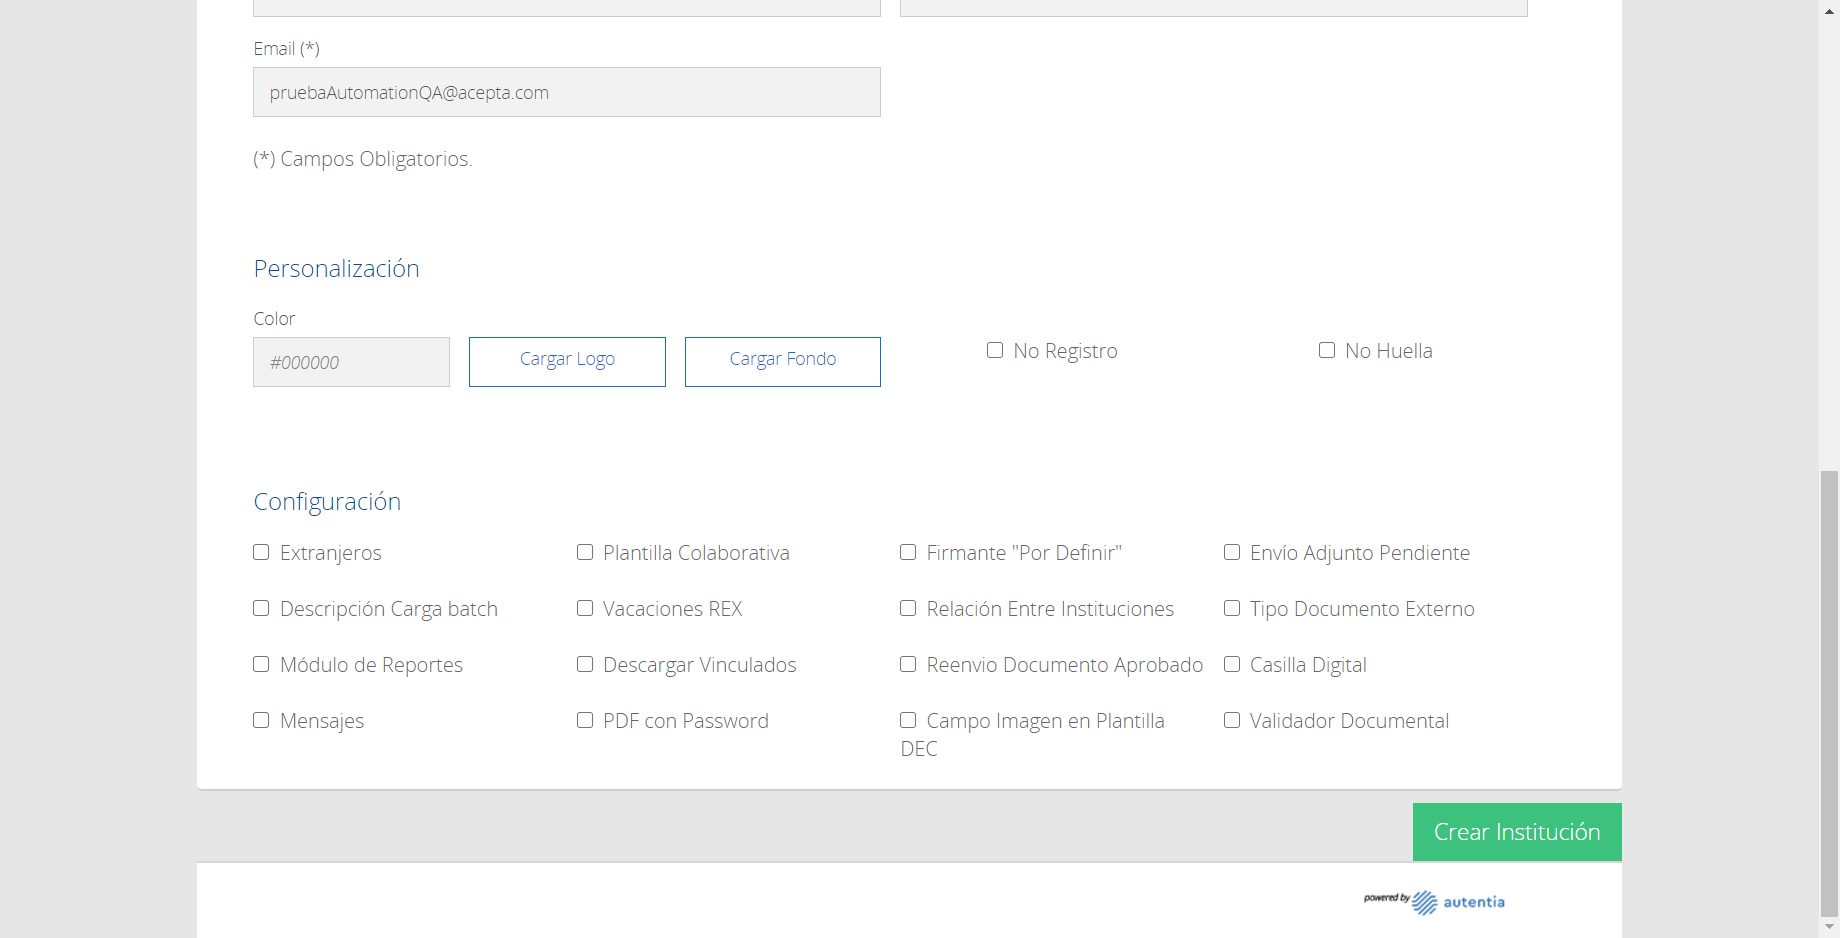 Email (*)
pruebaAutomationQA@acepta.com
(*) Campos Obligatorios.
Personalización
Color
#000000
Cargar Logo
Cargar Fondo
No Registro
No Huella
Configuración
Extranjeros
Plantilla Colaborativa
Firmante "Por Definir"
Envío Adjunto Pendiente
Descripción Carga batch
Vacaciones REX
Relación Entre Instituciones
Tipo Documento Externo
Módulo de Reportes
Descargar Vinculados
Reenvio Documento Aprobado
Casilla Digital
Mensajes
PDF con Password
Campo Imagen en Plantilla
DEC
Validador Documental
Crear Institución
powered by autentia